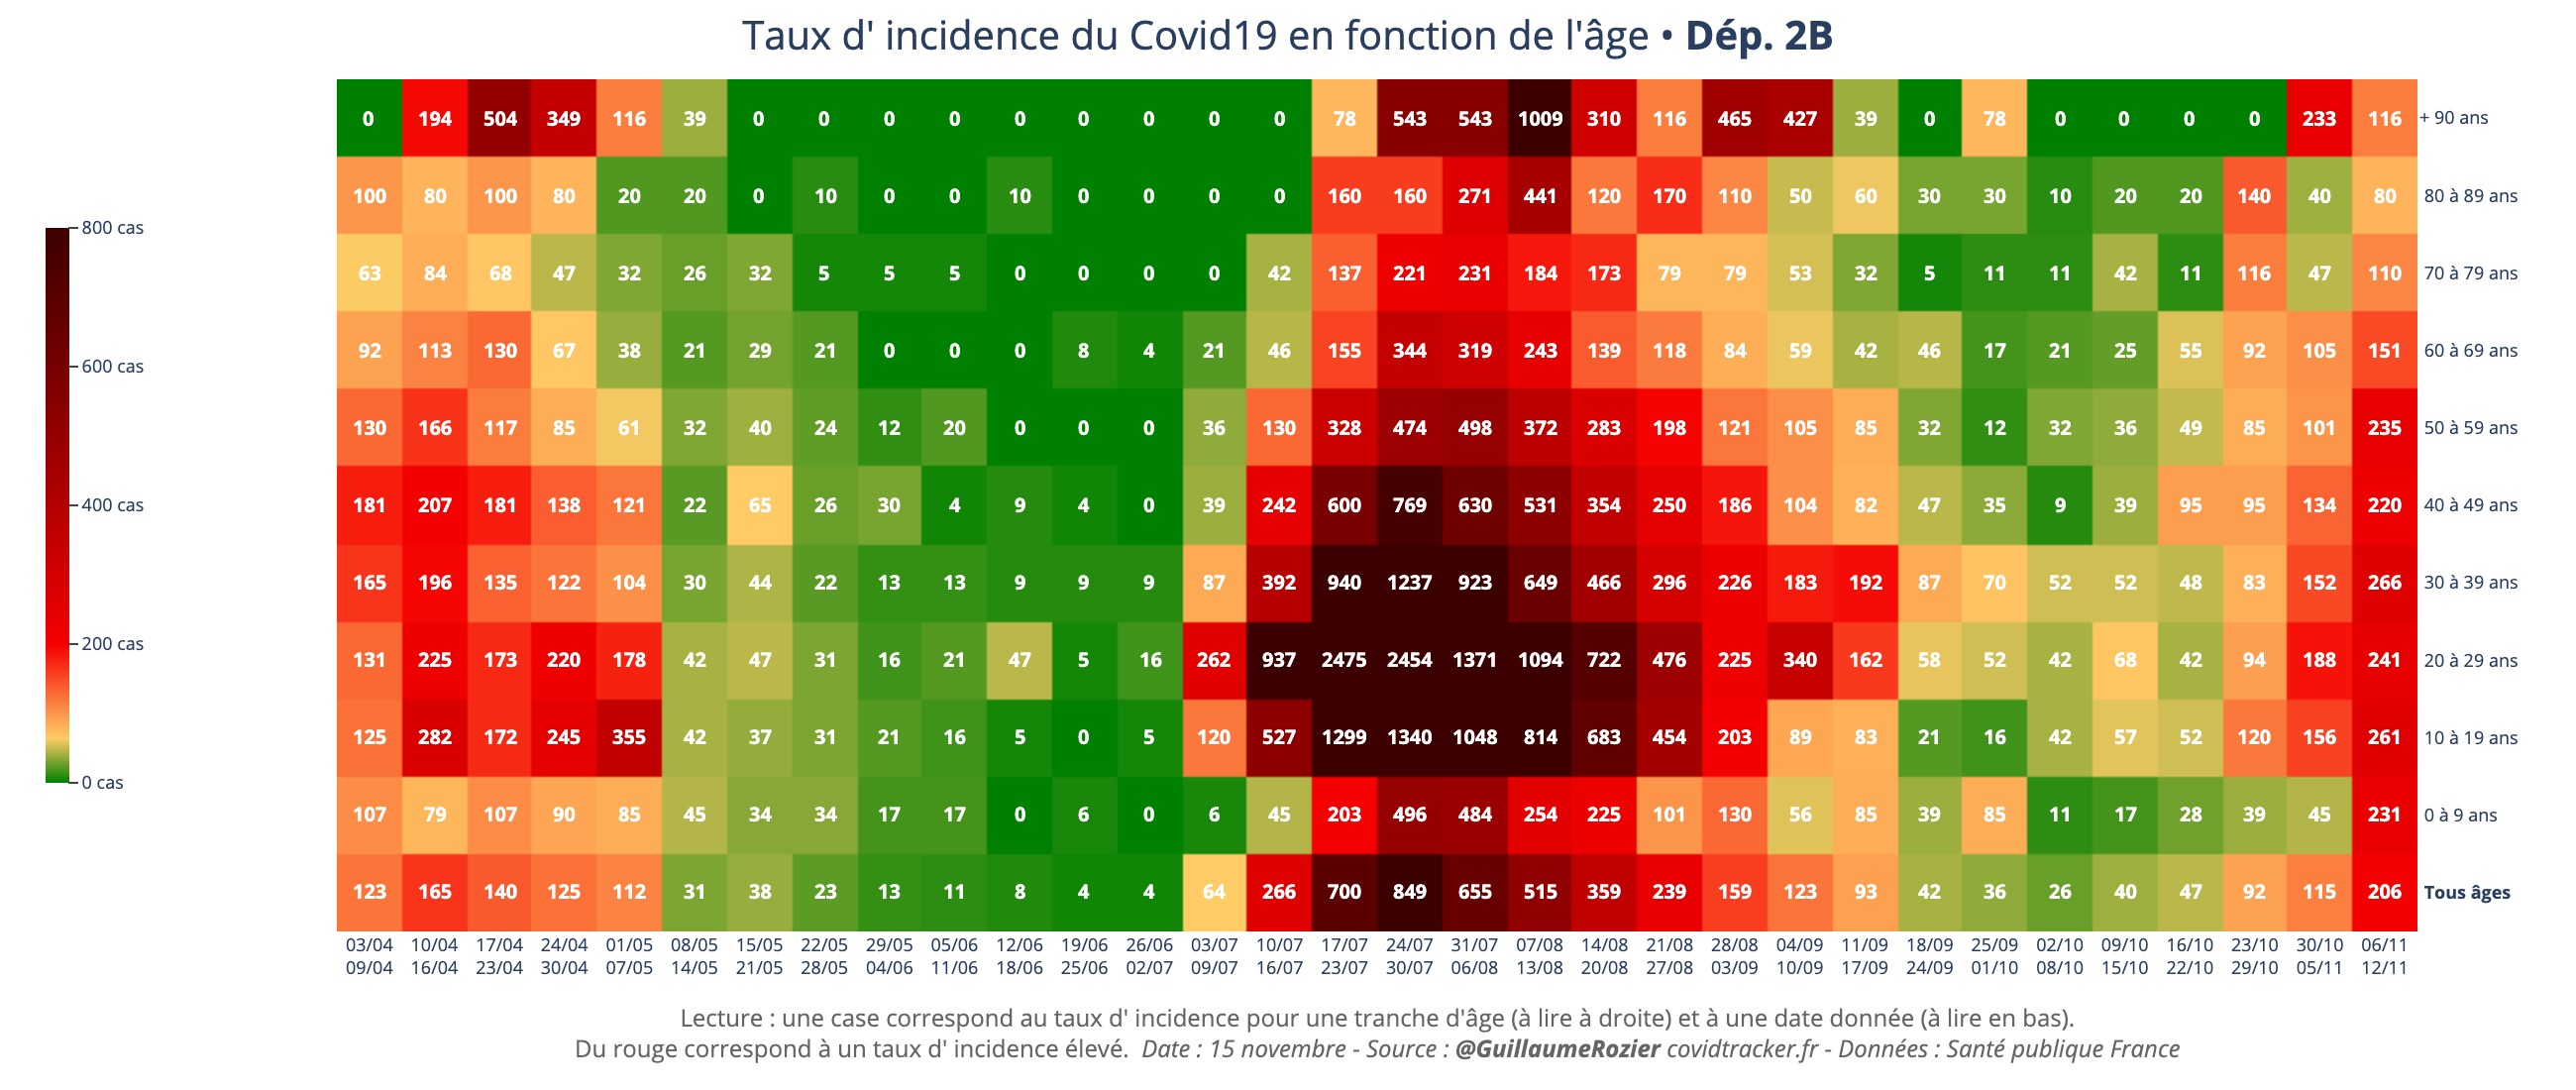 Taux d' incidence du Covid19 en fonction de l'âge • Dép. 2B
800 cas
600 cas
400 cas
200 cas
0 cas
0 194 504 349 116 39 0 0 0 0 0 0 0 0 0 78 543 543 1009 310 116 465 427 39 0 78 0 0 0 0 233 116 + 90 ans
100 80 100 80 20 20 0 10 0 0 10 0 0 0 0 160 160 271 441 120 170 110 50 60 30 30 10 20 20 140 40 80 80 à 89 ans
63 84 68 47 32 26 32 5 5 5 0 0 0 0 42 137 221 231 184 173 79 79 53 32 5 11 11 42 11 116 47 110 70 à 79 ans
92 113 130 67 38 21 29 21 0 0 0 8 4 21 46 155 344 319 243 139 118 84 59 42 46 17 21 25 55 92 105 151 60 à 69 ans
130 166 117 85 61 32 40 24 12 20 0 0 0 36 130 328 474 498 372 283 198 121 105 85 32 12 32 36 49 85 101 235 50 à 59 ans
181 207 181 138 121 22 65 26 30 4 9 4 0 39 242 600 769 630 531 354 250 186 104 82 47 35 9 39 95 95 134 220 40 à 49 ans
165 196 135 122 104 30 44 22 13 13 9 9 9 87 392 940 1237 923 649 466 296 226 183 192 87 70 52 52 48 83 152 266 30 à 39 ans
131 225 173 220 178 42 47 31 16 21 47 5 16 262 937 2475 2454 1371 1094 722 476 225 340 162 58 52 42 68 42 94 188 241 20 à 29 ans
125 282 172 245 355 42 37 31 21 16 5 0 5 120 527 1299 1340 1048 814 683 454 203 89 83 21 16 42 57 52 120 156 261 10 à 19 ans
107 79 107 90 85 45 34 34 17 17 0 6 0 6 45 203 496 484 254 225 101 130 56 85 39 85 11 17 28 39 45 231 0 à 9 ans
123 165 140 125 112 31 38 23 13 11 8 4 4 64 266 700 849 655 515 359 239 159 123 93 42 36 26 40 47 92 115 206 Tous âges
03/04 10/04 17/04 24/04 01/05 08/05 15/05 22/05 29/05 05/06 12/06 19/06 26/06 03/07 10/07 17/07 24/07 31/07 07/08 14/08 21/08 28/08 04/09 11/09 18/09 25/09 02/10 09/10 16/10 23/10 30/10 06/11
09/04 16/04 23/04 30/04 07/05 14/05 21/05 28/05 04/06 11/06 18/06 25/06 02/07 09/07 16/07 23/07 30/07 06/08 13/08 20/08 27/08 03/09 10/09 17/09 24/09 01/10 08/10 15/10 22/10 29/10 05/11 12/11
Lecture : une case correspond au taux d' incidence pour une tranche d'âge (à lire à droite) et à une date donnée (à lire en bas).
Du rouge correspond à un taux d' incidence élevé. Date : 15 novembre - Source : @GuillaumeRozier covidtracker.fr - Données : Santé publique France